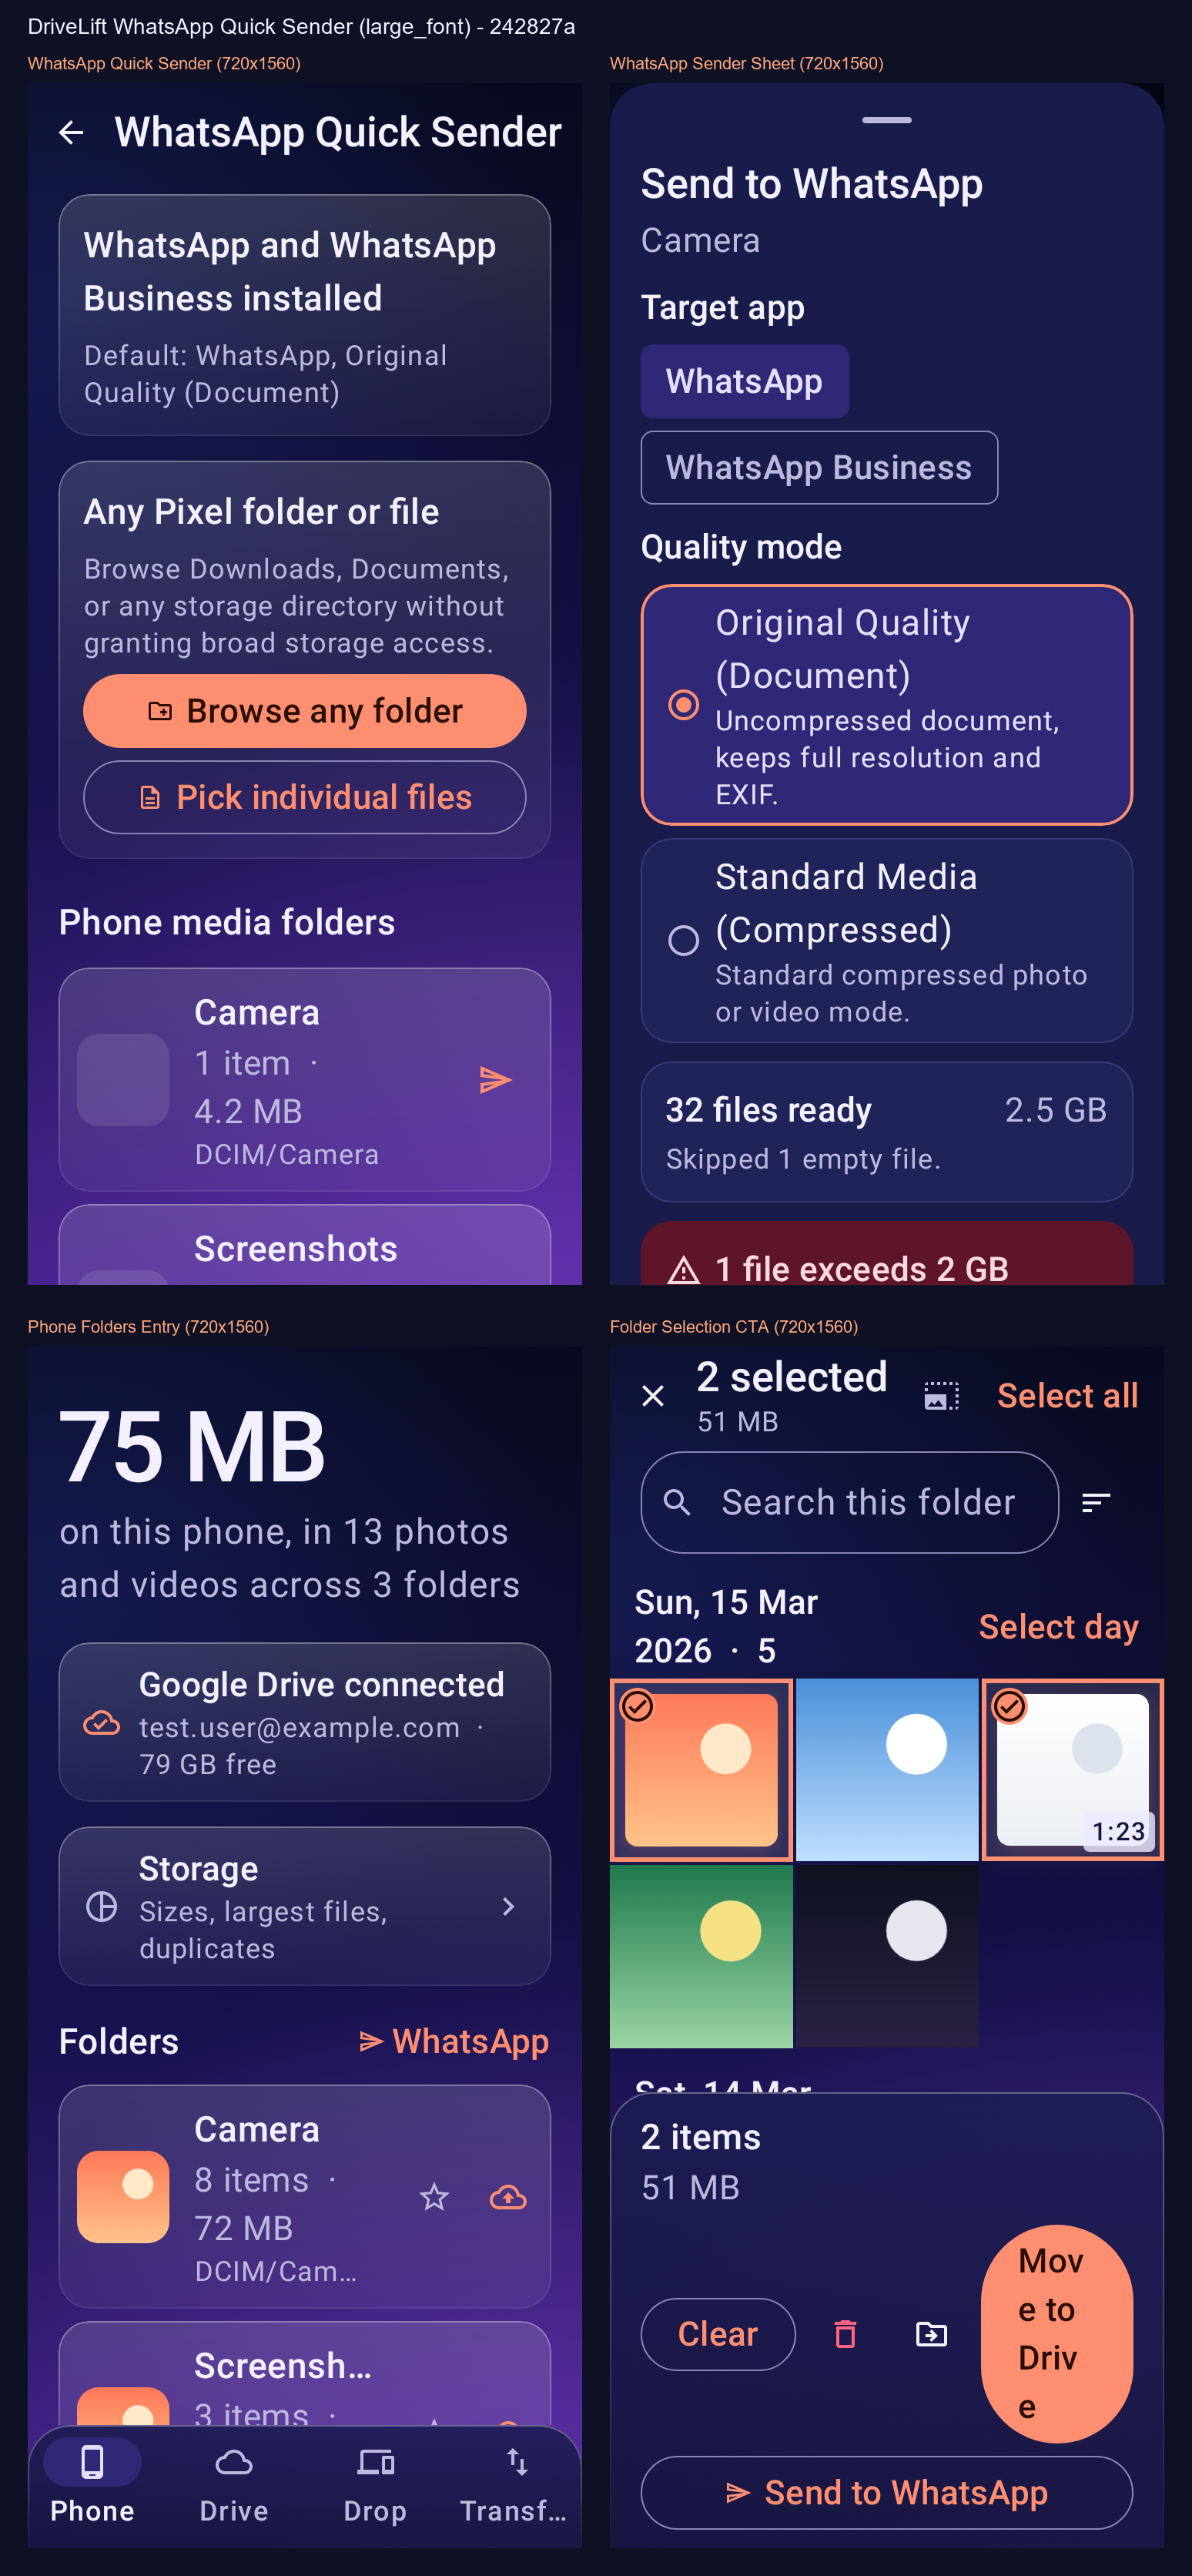 DriveLift WhatsApp Quick Sender (large_font) - 242827a
WhatsApp Quick Sender (720x1560)
WhatsApp Quick Sender
WhatsApp and WhatsApp
Business installed
Default: WhatsApp, Original
Quality (Document)
Any Pixel folder or file
Browse Downloads, Documents,
or any storage directory without
granting broad storage access.
Browse any folder
Pick individual files
Phone media folders
Camera
1 item ·
4.2 MB
DCIM/Camera
Screenshots
WhatsApp Sender Sheet (720x1560)
Send to WhatsApp
Camera
Target app
WhatsApp
WhatsApp Business
Quality mode
Original Quality
(Document)
Uncompressed document,
keeps full resolution and
EXIF.
Standard Media
(Compressed)
Standard compressed photo
or video mode.
32 files ready 2.5 GB
Skipped 1 empty file.
1 file exceeds 2 GB
Phone Folders Entry (720x1560)
75 MB
on this phone, in 13 photos
and videos across 3 folders
Google Drive connected
test.user@example.com ·
79 GB free
Storage
Sizes, largest files,
duplicates
Folders WhatsApp
Camera
8 items ·
72 MB
DCIM/Cam…
Screensh…
3 items ·
Phone Drive Drop Transf…
Folder Selection CTA (720x1560)
2 selected
51 MB
Select all
Search this folder
Sun, 15 Mar
2026 · 5
Select day
1:23
Sat, 14 Mar
2 items
51 MB
Clear
Mov
e to
Driv
e
Send to WhatsApp